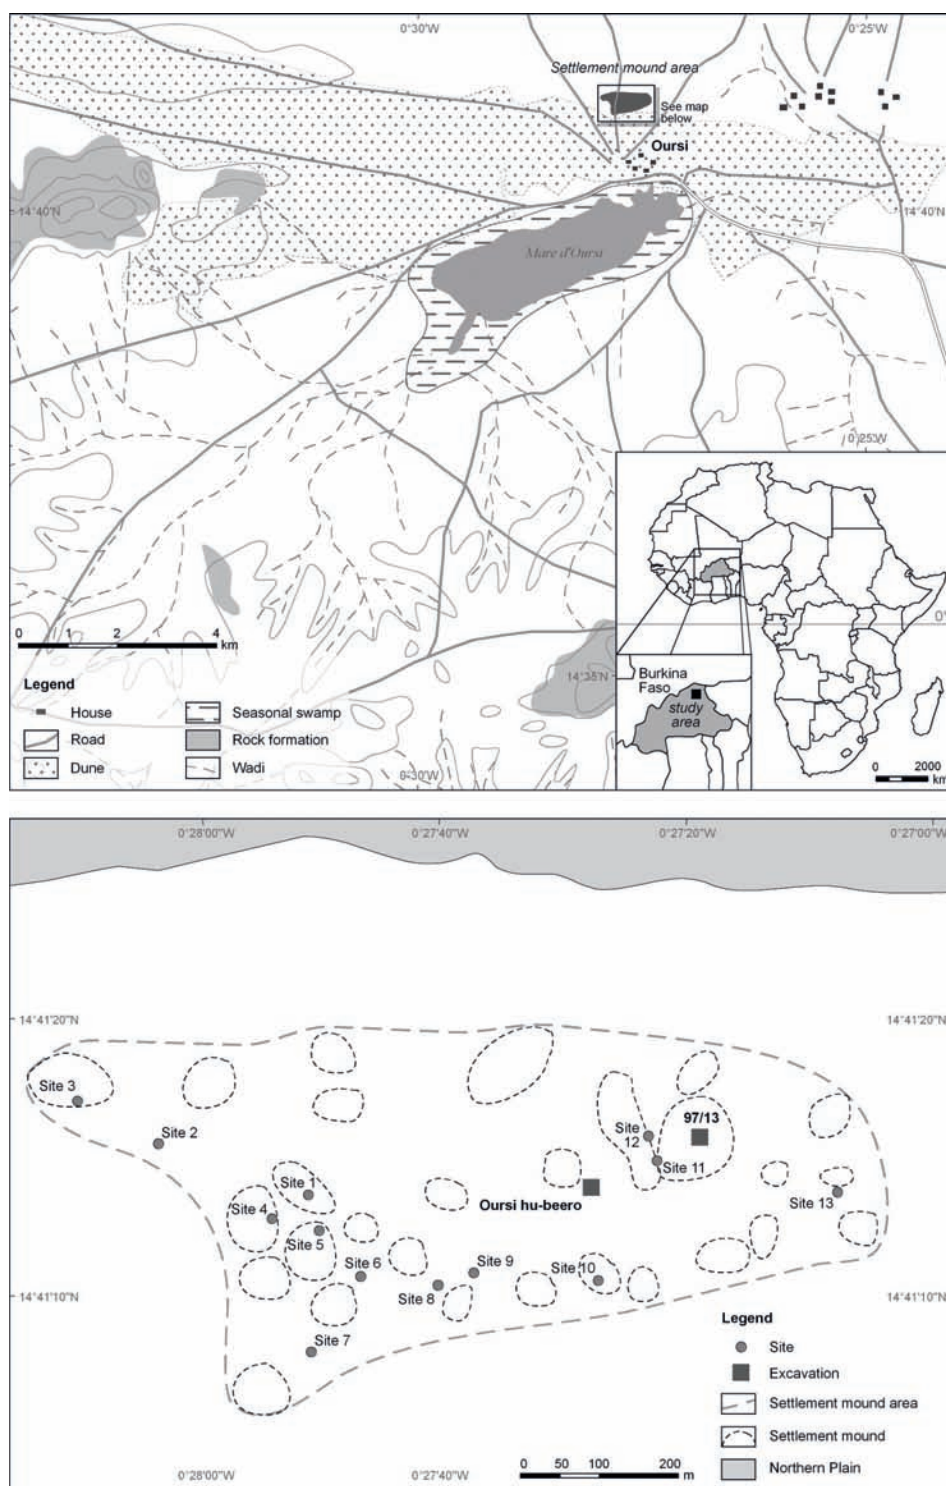 0°30'W
0°25'W
Settlement mound area
See map
below
Oursi
14°40'N
14°40'N
Mare d'Oursi
0°25'W
0°
14°35'N
0 1 2 4
km
Legend
House
Road
Dune
Seasonal swamp
Rock formation
Wadi
0°30'W
Burkina
Faso
study
area
0 2000
km
0°28'00"W
0°27'40"W
0°27'20"W
0°27'00"W
14°41'20"N
14°41'20"N
Site 3
Site 2
97/13
Site
12
Site 11
Site 1
Site 4
Oursi hu-beero
Site 13
Site 5
Site 6
Site 9
Site 10
Site 8
14°41'10"N
14°41'10"N
Site 7
Legend
Site
Excavation
Settlement mound area
Settlement mound
Northern Plain
0°28'00"W
0°27'40"W
0 50 100 200
m